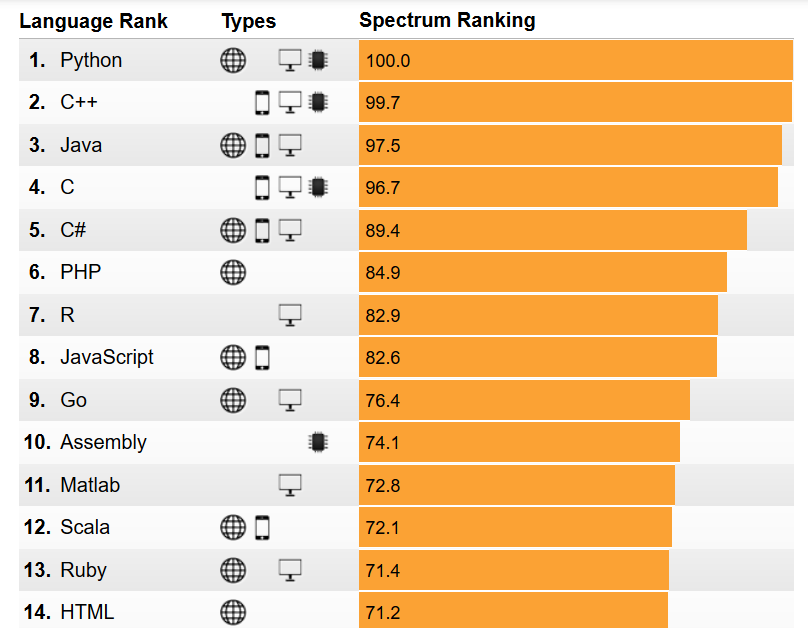 Language Rank Types Spectrum Ranking
1. Python 100.0
2. C++ 99.7
3. Java 97.5
4. C 96.7
5. C# 89.4
6. PHP 84.9
7. R 82.9
8. JavaScript 82.6
9. Go 76.4
10. Assembly 74.1
11. Matlab 72.8
12. Scala 72.1
13. Ruby 71.4
14. HTML 71.2